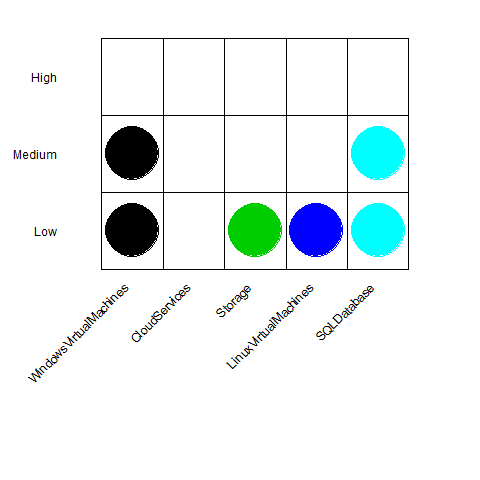 High
Medium
Low
WindowsVirtualMachines
CloudServices
Storage
LinuxVirtualMachines
SQLDatabase